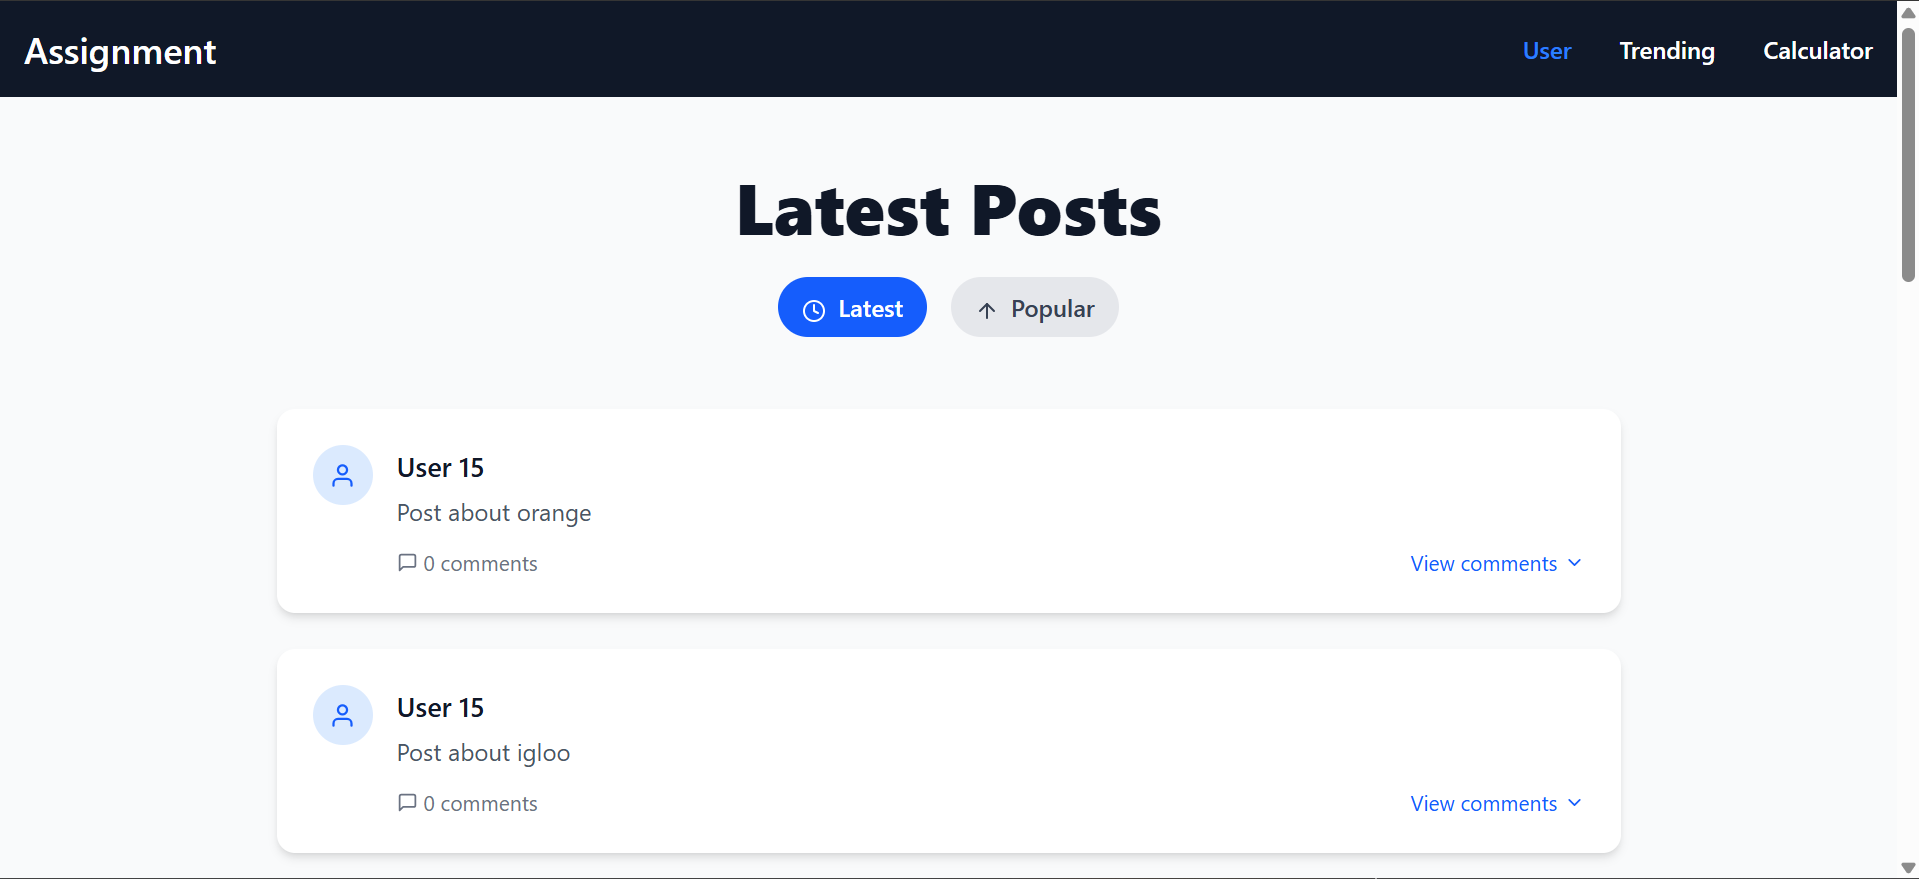 Assignment
User Trending Calculator
Latest Posts
Latest Popular
User 15
Post about orange
0 comments View comments
User 15
Post about igloo
0 comments View comments